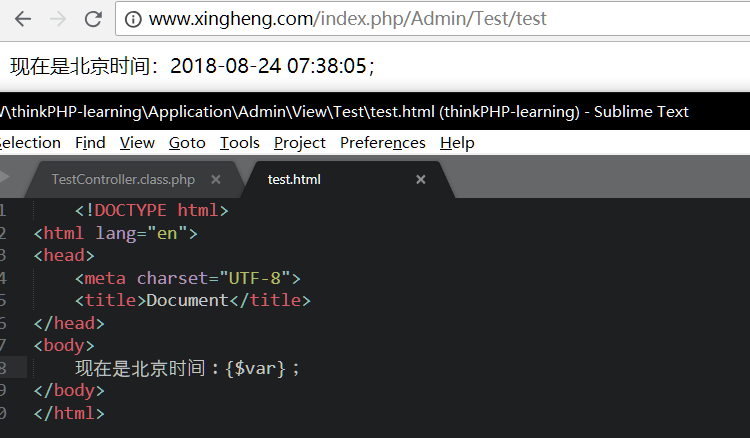 www.xingheng.com/index.php/Admin/Test/test
现在是北京时间：2018-08-24 07:38:05；
\thinkPHP-learning\Application\Admin\View\Test\test.html (thinkPHP-learning) - Sublime Text
Selection Find View Goto Tools Project Preferences Help
TestController.class.php × test.html ×
1 <!DOCTYPE html>
2 <html lang="en">
3 <head>
4 <meta charset="UTF-8">
5 <title>Document</title>
6 </head>
7 <body>
8 现在是北京时间：{$var}；
9 </body>
0 </html>